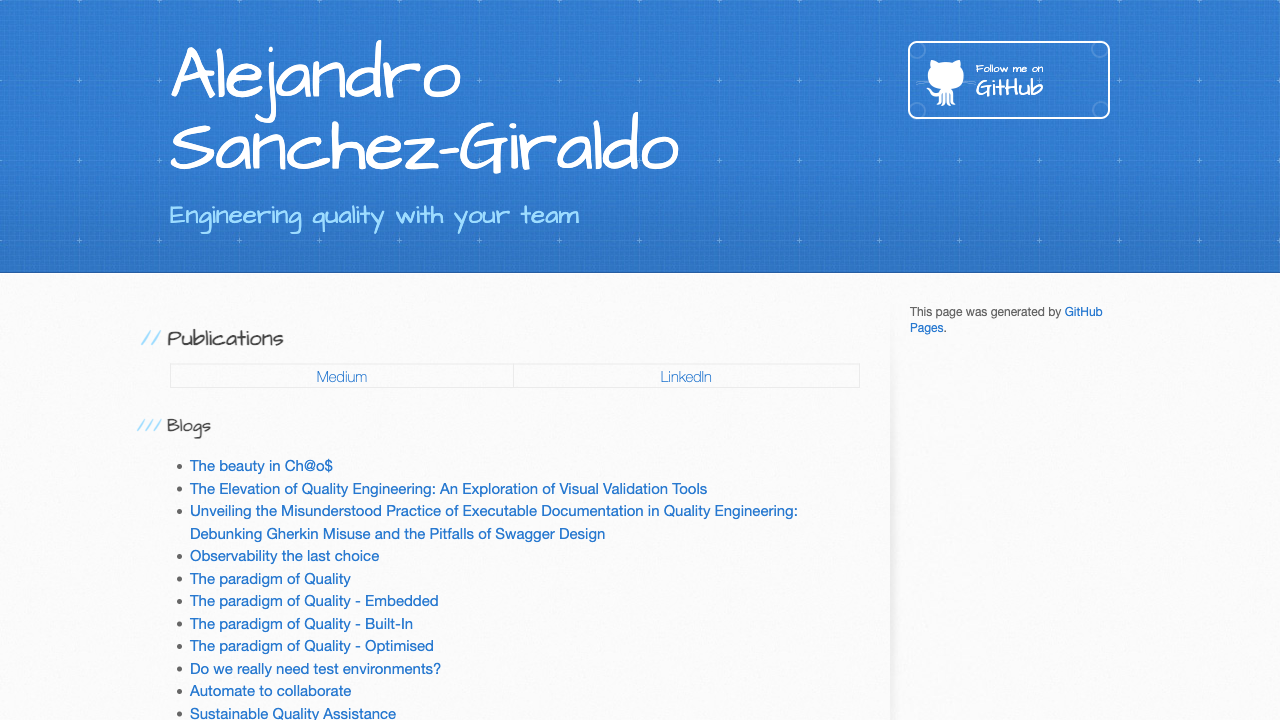 Alejandro
Sanchez-Giraldo
Engineering quality with your team
Follow me on
GitHub
This page was generated by GitHub
Pages.
// Publications
Medium LinkedIn
/// Blogs
• The beauty in Ch@o$
• The Elevation of Quality Engineering: An Exploration of Visual Validation Tools
• Unveiling the Misunderstood Practice of Executable Documentation in Quality Engineering:
Debunking Gherkin Misuse and the Pitfalls of Swagger Design
• Observability the last choice
• The paradigm of Quality
• The paradigm of Quality - Embedded
• The paradigm of Quality - Built-In
• The paradigm of Quality - Optimised
• Do we really need test environments?
• Automate to collaborate
• Sustainable Quality Assistance